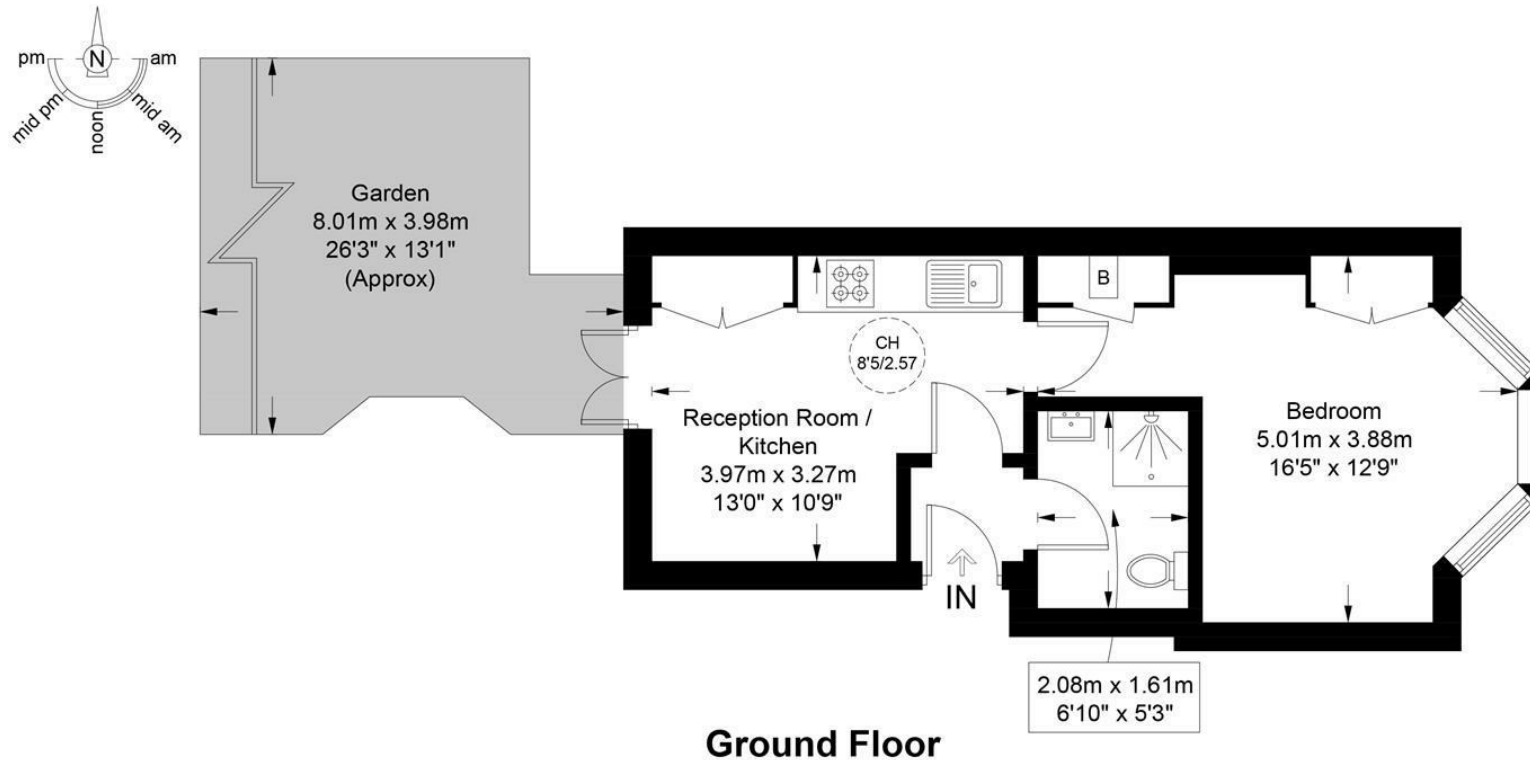 N
pm
am
mid pm
mid am
noon
Garden
8.01m x 3.98m
26'3" x 13'1"
(Approx)
B
CH
8'5/2.57
Reception Room /
Kitchen
3.97m x 3.27m
13'0" x 10'9"
Bedroom
5.01m x 3.88m
16'5" x 12'9"
IN
2.08m x 1.61m
6'10" x 5'3"
Ground Floor